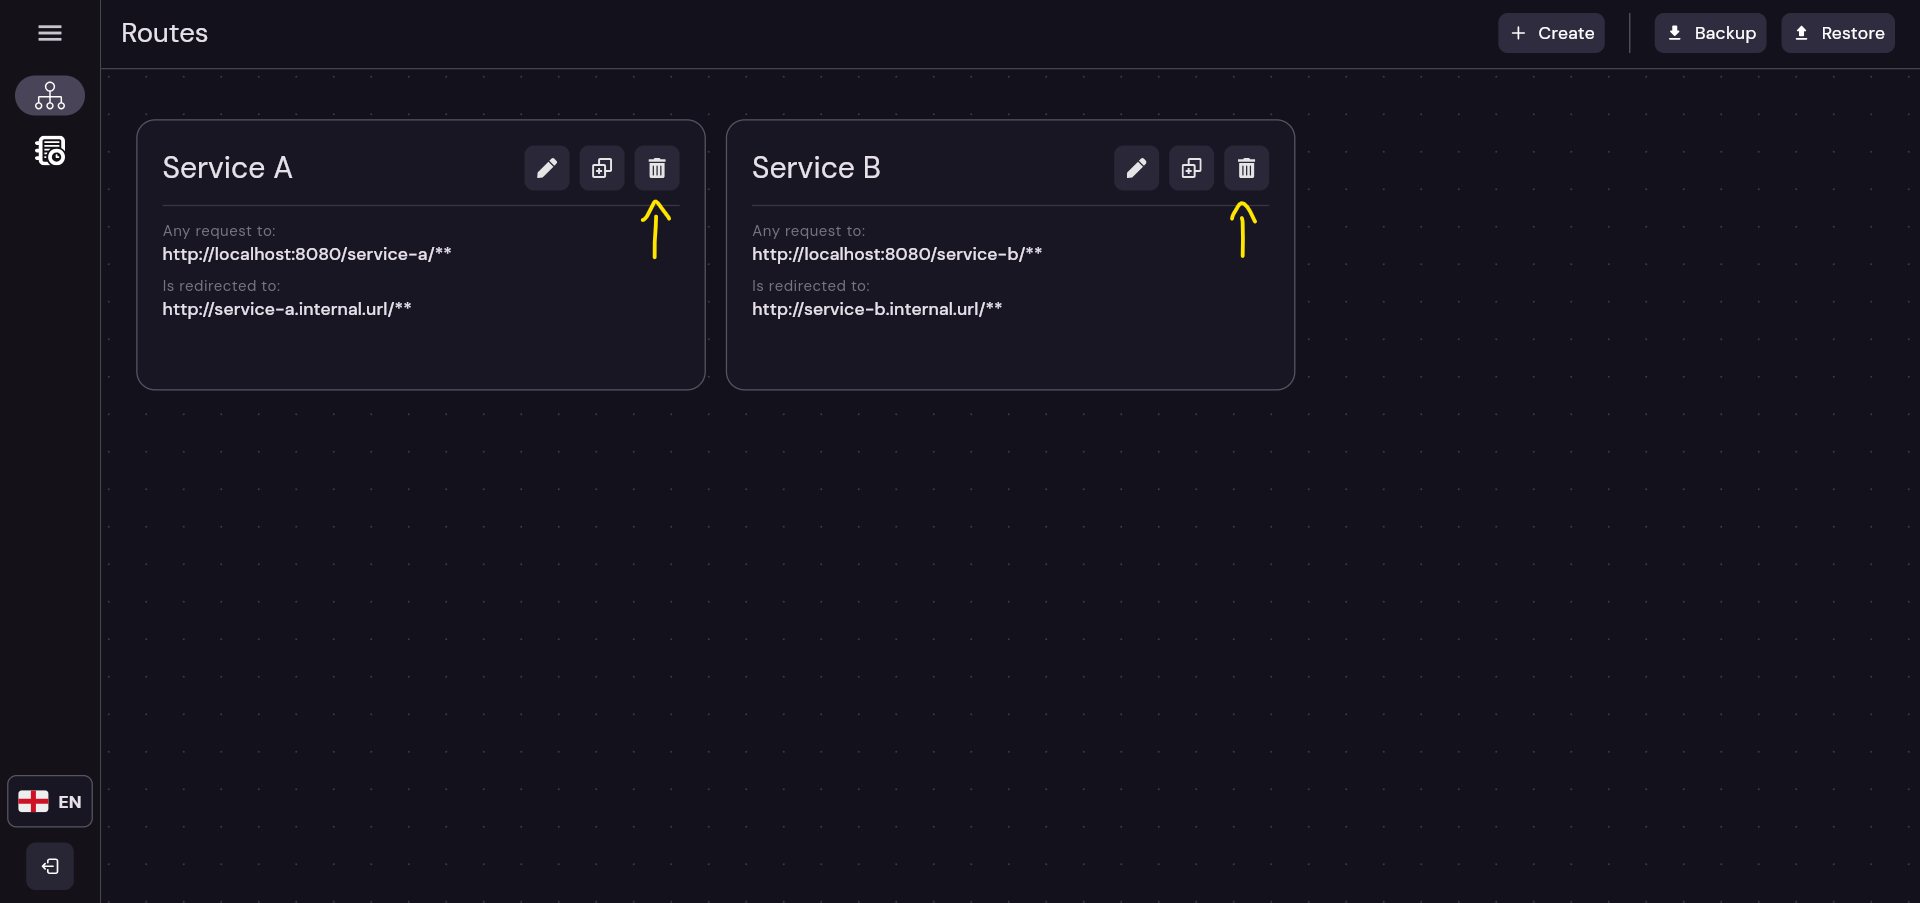 Routes
Create
Backup
Restore
Service A
Any request to:
http://localhost:8080/service-a/**
Is redirected to:
http://service-a.internal.url/**
Service B
Any request to:
http://localhost:8080/service-b/**
Is redirected to:
http://service-b.internal.url/**
EN